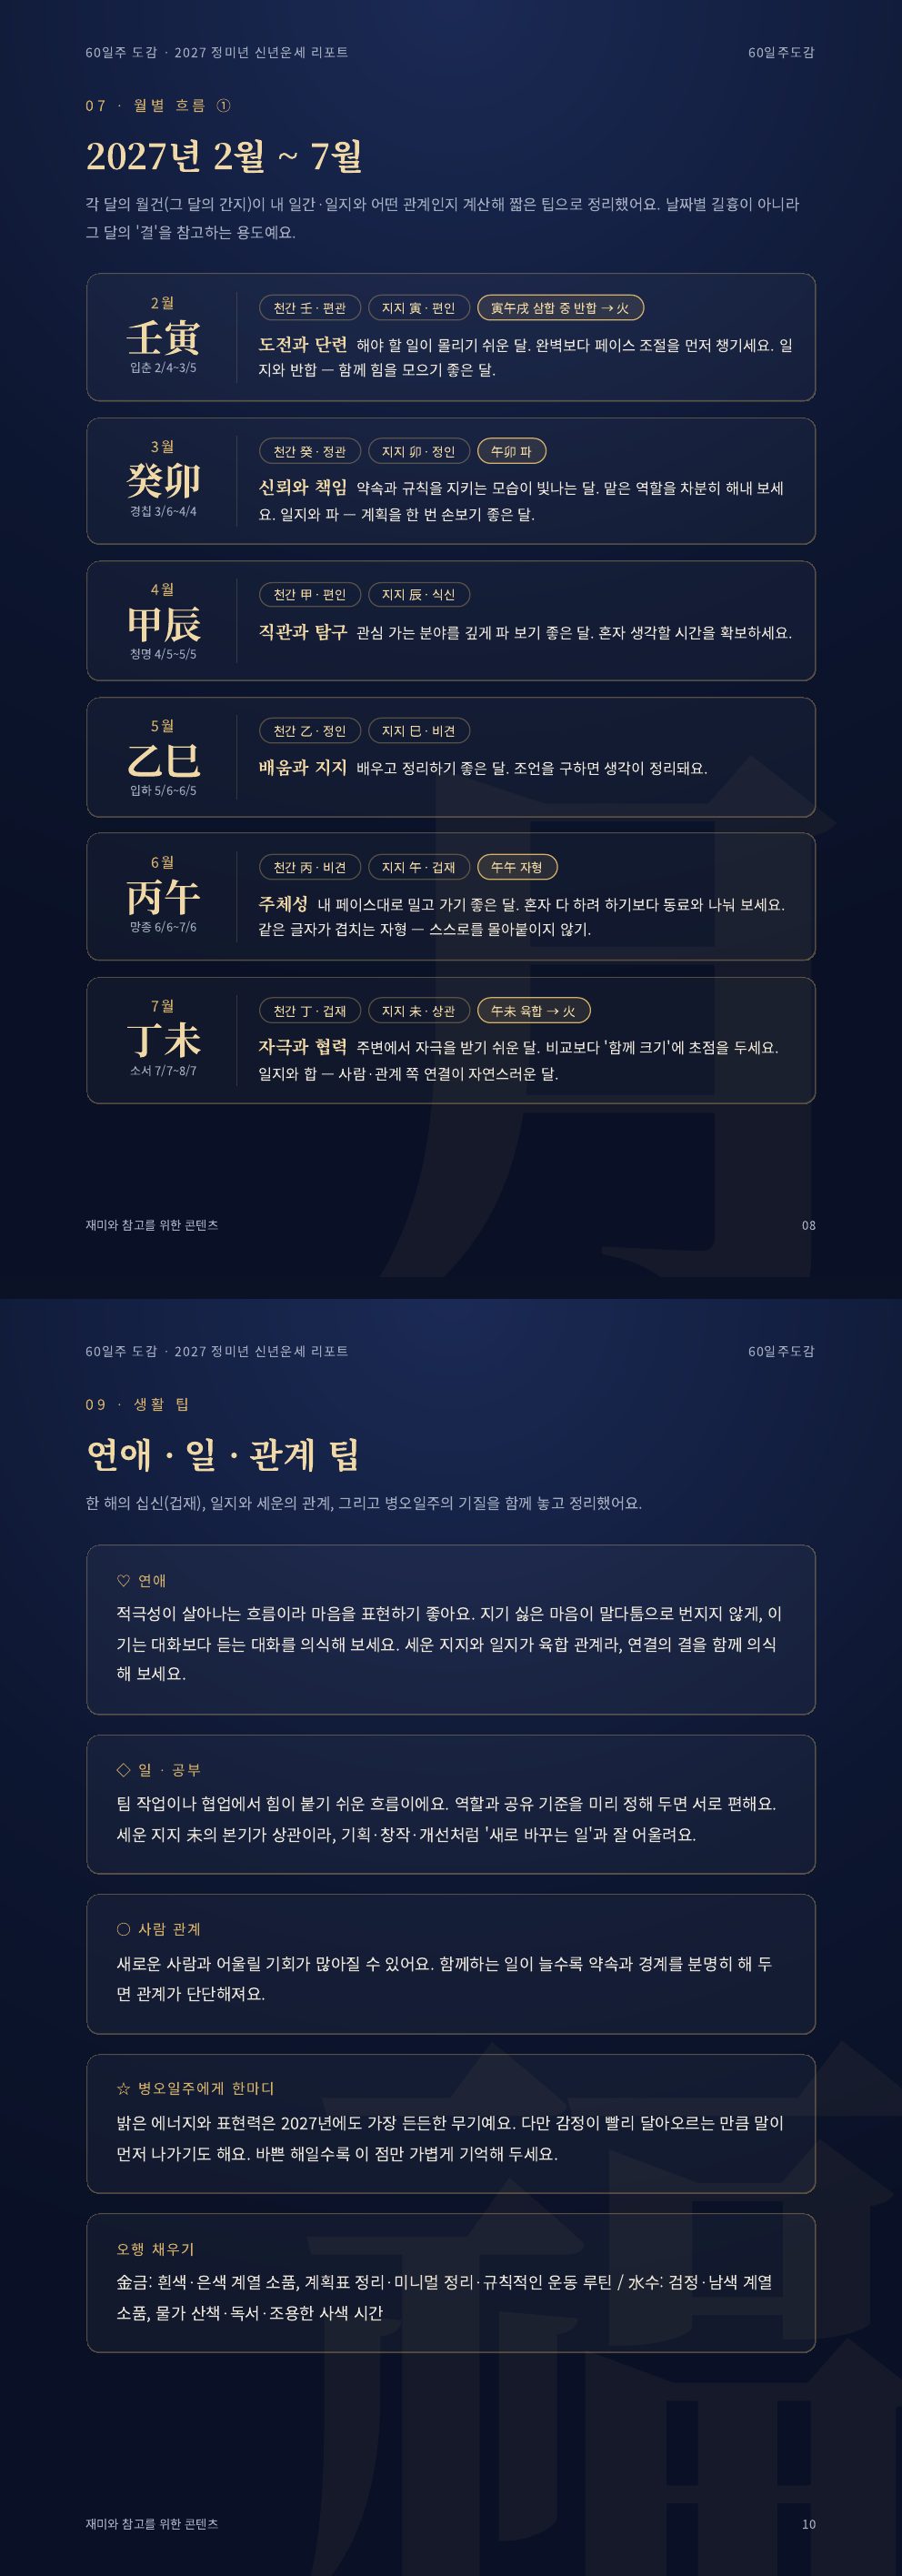 60일주 도감 · 2027 정미년 신년운세 리포트
60일주도감
07 · 월별 흐름 ①
2027년 2월 ~ 7월
각 달의 월건(그 달의 간지)이 내 일간·일지와 어떤 관계인지 계산해 짧은 팁으로 정리했어요. 날짜별 길흉이 아니라
그 달의 '결'을 참고하는 용도예요.
2월
壬寅
입춘 2/4~3/5
천간 壬 · 편관
지지 寅 · 편인
寅午戌 삼합 중 반합 → 火
도전과 단련 해야 할 일이 몰리기 쉬운 달. 완벽보다 페이스 조절을 먼저 챙기세요. 일
지와 반합 — 함께 힘을 모으기 좋은 달.
3월
癸卯
경칩 3/6~4/4
천간 癸 · 정관
지지 卯 · 정인
午卯 파
신뢰와 책임 약속과 규칙을 지키는 모습이 빛나는 달. 맡은 역할을 차분히 해내 보세
요. 일지와 파 — 계획을 한 번 손보기 좋은 달.
4월
甲辰
청명 4/5~5/5
천간 甲 · 편인
지지 辰 · 식신
직관과 탐구 관심 가는 분야를 깊게 파 보기 좋은 달. 혼자 생각할 시간을 확보하세요.
5월
乙巳
입하 5/6~6/5
천간 乙 · 정인
지지 巳 · 비견
배움과 지지 배우고 정리하기 좋은 달. 조언을 구하면 생각이 정리돼요.
6월
丙午
망종 6/6~7/6
천간 丙 · 비견
지지 午 · 겁재
午午 자형
주체성 내 페이스대로 밀고 가기 좋은 달. 혼자 다 하려 하기보다 동료와 나눠 보세요.
같은 글자가 겹치는 자형 — 스스로를 몰아붙이지 않기.
7월
丁未
소서 7/7~8/7
천간 丁 · 겁재
지지 未 · 상관
午未 육합 → 火
자극과 협력 주변에서 자극을 받기 쉬운 달. 비교보다 '함께 크기'에 초점을 두세요.
일지와 합 — 사람·관계 쪽 연결이 자연스러운 달.
月
재미와 참고를 위한 콘텐츠
08
60일주 도감 · 2027 정미년 신년운세 리포트
60일주도감
09 · 생활 팁
연애 · 일 · 관계 팁
한 해의 십신(겁재), 일지와 세운의 관계, 그리고 병오일주의 기질을 함께 놓고 정리했어요.
♡ 연애
적극성이 살아나는 흐름이라 마음을 표현하기 좋아요. 지기 싫은 마음이 말다툼으로 번지지 않게, 이
기는 대화보다 듣는 대화를 의식해 보세요. 세운 지지와 일지가 육합 관계라, 연결의 결을 함께 의식
해 보세요.
◇ 일 · 공부
팀 작업이나 협업에서 힘이 붙기 쉬운 흐름이에요. 역할과 공유 기준을 미리 정해 두면 서로 편해요.
세운 지지 未의 본기가 상관이라, 기획·창작·개선처럼 '새로 바꾸는 일'과 잘 어울려요.
○ 사람 관계
새로운 사람과 어울릴 기회가 많아질 수 있어요. 함께하는 일이 늘수록 약속과 경계를 분명히 해 두
면 관계가 단단해져요.
☆ 병오일주에게 한마디
밝은 에너지와 표현력은 2027년에도 가장 든든한 무기예요. 다만 감정이 빨리 달아오르는 만큼 말이
먼저 나가기도 해요. 바쁜 해일수록 이 점만 가볍게 기억해 두세요.
오행 채우기
金금: 흰색·은색 계열 소품, 계획표 정리·미니멀 정리·규칙적인 운동 루틴 / 水수: 검정·남색 계열
소품, 물가 산책·독서·조용한 사색 시간
福
재미와 참고를 위한 콘텐츠
10